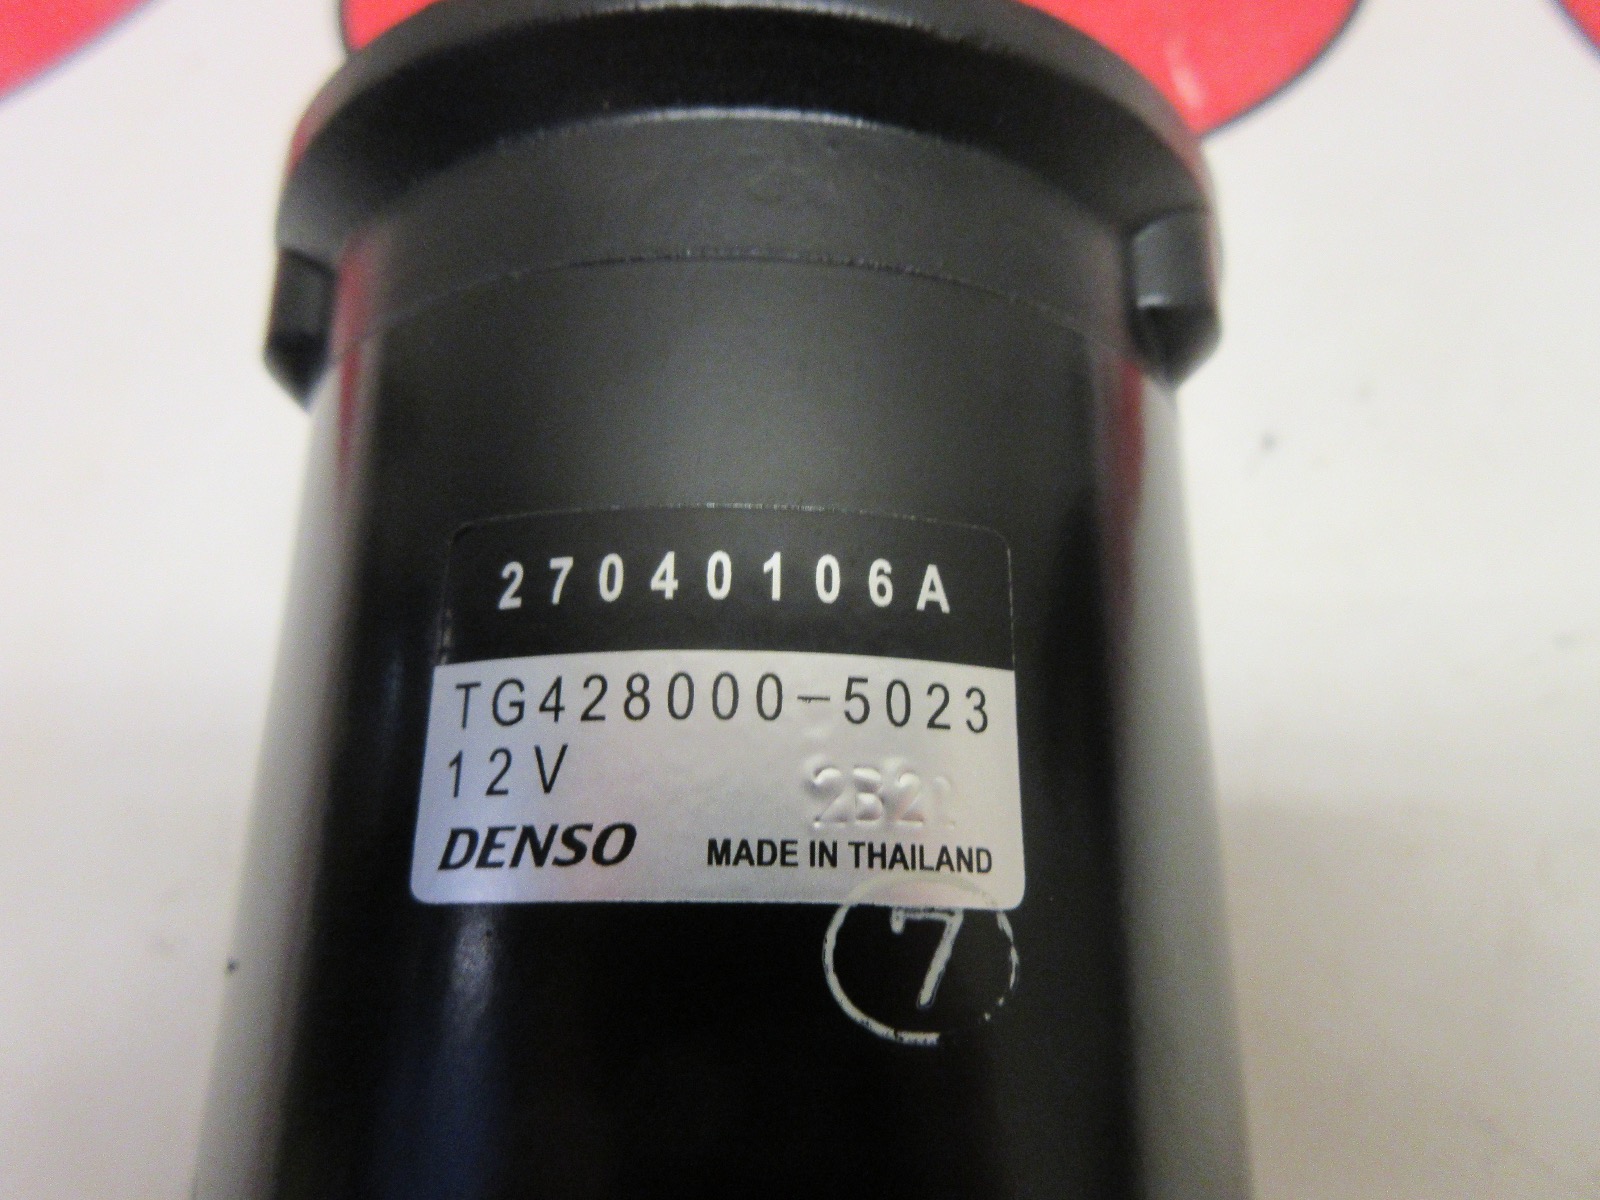 27040106A
TG428000-5023
12V
2B21
DENSO MADE IN THAILAND
7